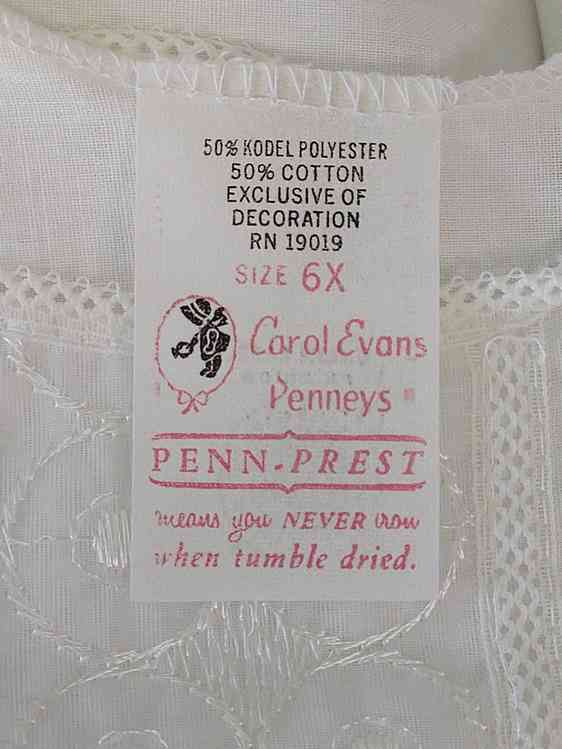 50% KODEL POLYESTER
50% COTTON
EXCLUSIVE OF
DECORATION
RN 19019
SIZE 6X
Carol Evans
Penneys
PENN-PREST
means you NEVER iron
when tumble dried.